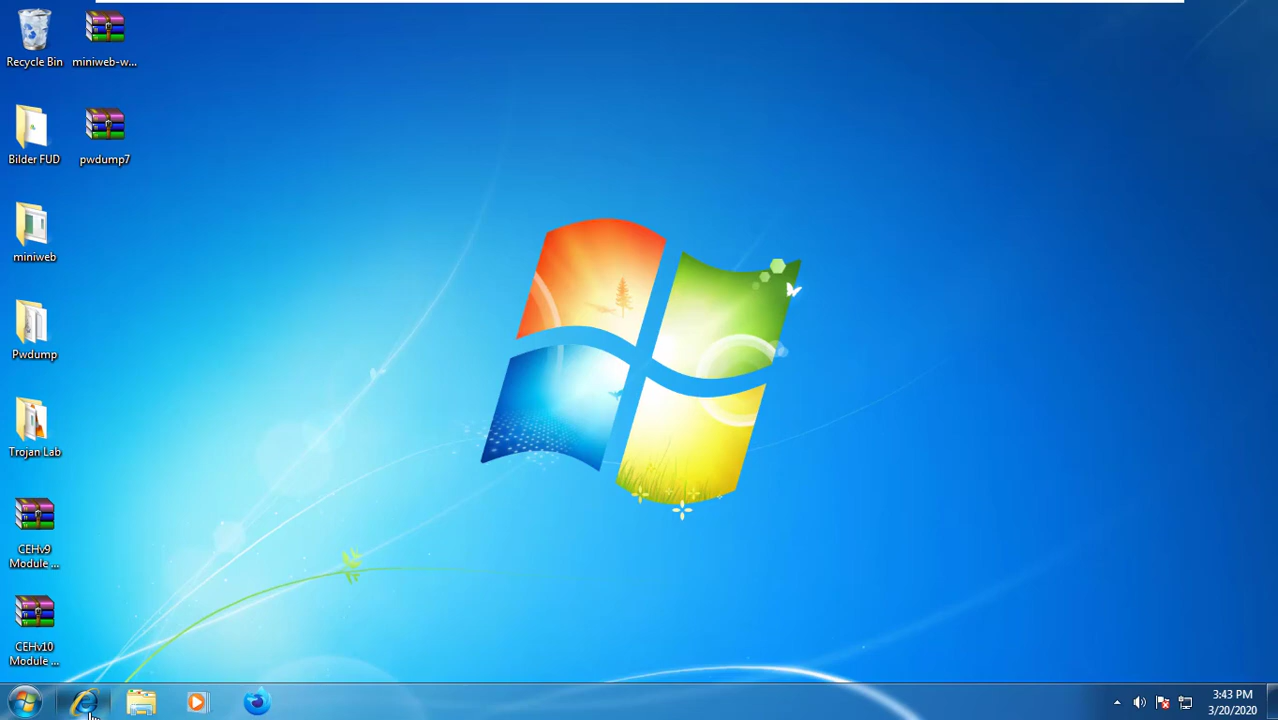 Recycle Bin
miniweb-w...
Bilder FUD
pwdump7
miniweb
Pwdump
Trojan Lab
CEHv9
Module ...
CEHv10
Module ...
3:43 PM
3/20/2020